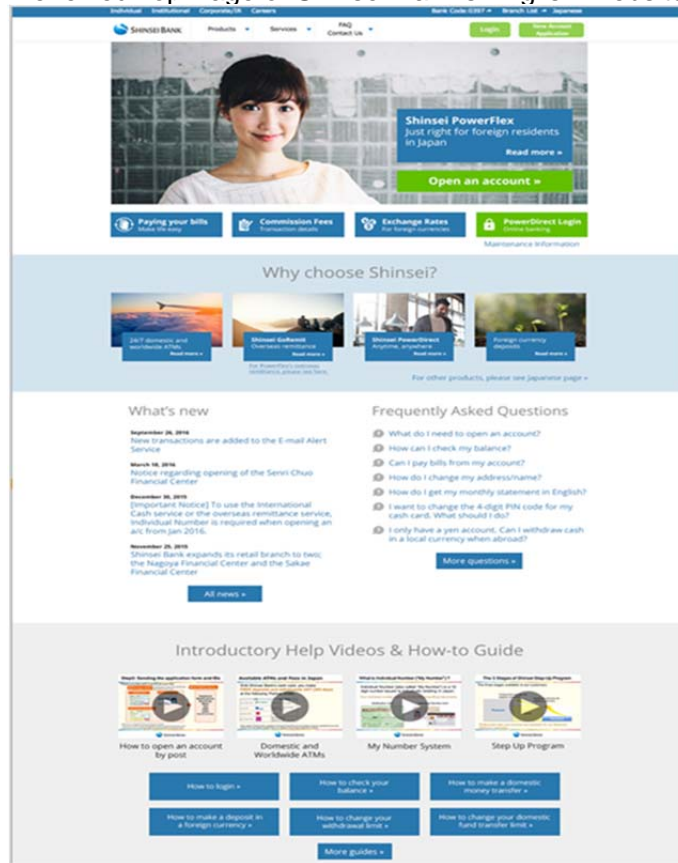 Individual Institutional Corporate/IR Careers Bank Code:0397 Branch List Japanese
SHINSEI BANK Products Services FAQ Contact Us Login New Account Application
Shinsei PowerFlex
Just right for foreign residents
in Japan
Read more »
Open an account »
Paying your bills
Make life easy
Commission Fees
Transaction details
Exchange Rates
For foreign currencies
PowerDirect Login
Online banking
Maintenance Information
Why choose Shinsei?
24/7 domestic and
worldwide ATMs
Read more »
Shinsei GoRemit
Overseas remittance
Read more »
For PowerFlex's overseas
remittance, please see here.
Shinsei PowerDirect
Anytime, anywhere
Read more »
Foreign currency
deposits
Read more »
For other products, please see Japanese page »
What's new
September 26, 2016
New transactions are added to the E-mail Alert
Service
March 18, 2016
Notice regarding opening of the Senri Chuo
Financial Center
December 30, 2015
[Important Notice] To use the International
Cash service or the overseas remittance service,
Individual Number is required when opening an
a/c from Jan 2016.
November 25, 2015
Shinsei Bank expands its retail branch to two;
the Nagoya Financial Center and the Sakae
Financial Center
All news »
Frequently Asked Questions
What do I need to open an account?
How can I check my balance?
Can I pay bills from my account?
How do I change my address/name?
How do I get my monthly statement in English?
I want to change the 4-digit PIN code for my
cash card. What should I do?
I only have a yen account. Can I withdraw cash
in a local currency when abroad?
More questions »
Introductory Help Videos & How-to Guide
How to open an account
by post
Domestic and
Worldwide ATMs
My Number System
Step Up Program
How to login »
How to check your
balance »
How to make a domestic
money transfer »
How to make a deposit in
a foreign currency »
How to change your
withdrawal limit »
How to change your domestic
fund transfer limit »
More guides »